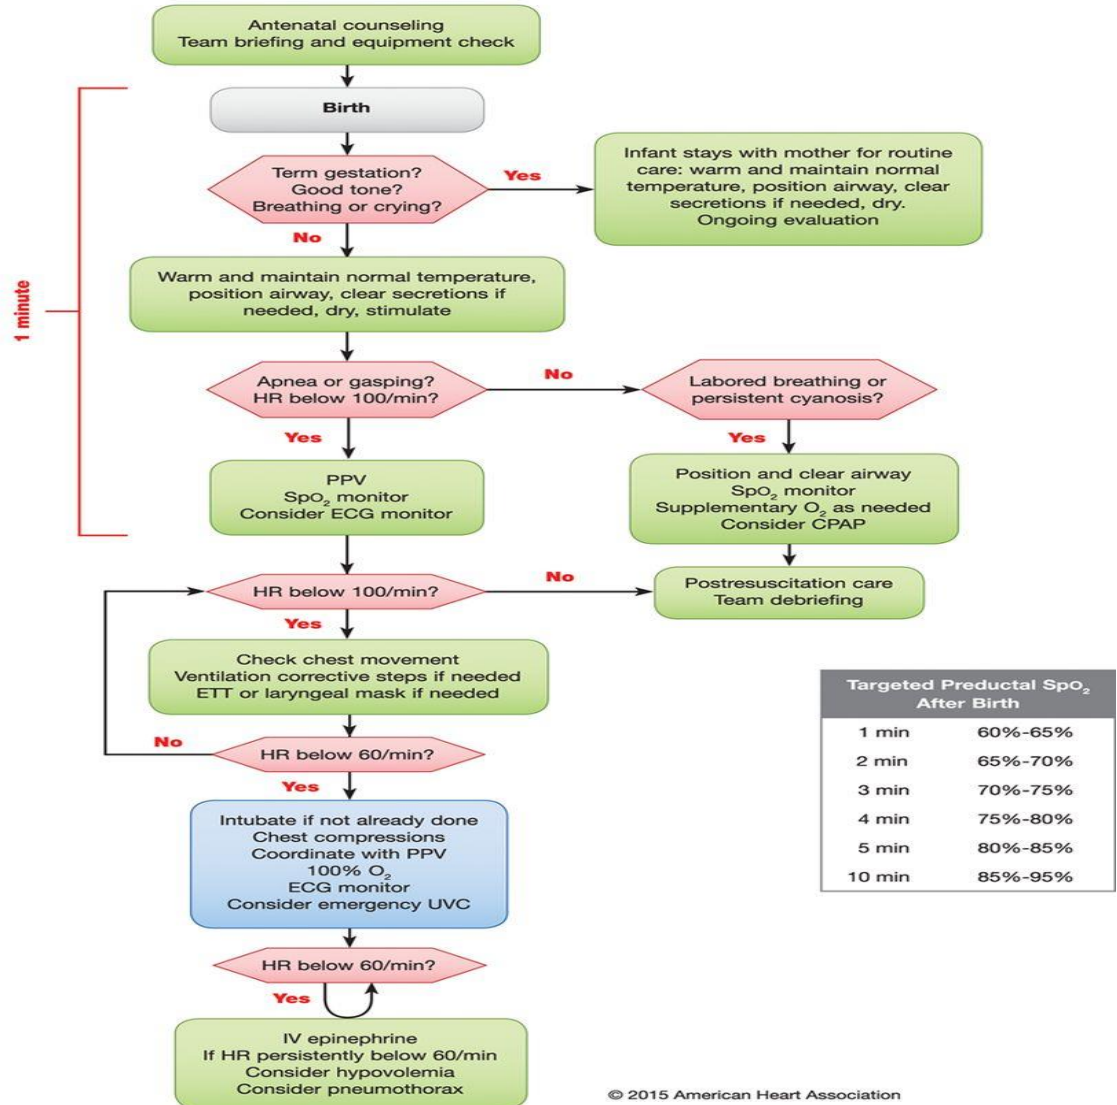 Antenatal counseling
Team briefing and equipment check
Birth
1 minute
Term gestation?
Good tone?
Breathing or crying?
Yes
Infant stays with mother for routine
care: warm and maintain normal
temperature, position airway, clear
secretions if needed, dry.
Ongoing evaluation
No
Warm and maintain normal temperature,
position airway, clear secretions if
needed, dry, stimulate
Apnea or gasping?
HR below 100/min?
No
Labored breathing or
persistent cyanosis?
Yes
Yes
PPV
SpO₂ monitor
Consider ECG monitor
Position and clear airway
SpO₂ monitor
Supplementary O₂ as needed
Consider CPAP
HR below 100/min?
No
Postresuscitation care
Team debriefing
Yes
Check chest movement
Ventilation corrective steps if needed
ETT or laryngeal mask if needed
No
HR below 60/min?
Yes
Intubate if not already done
Chest compressions
Coordinate with PPV
100% O₂
ECG monitor
Consider emergency UVC
HR below 60/min?
Yes
IV epinephrine
If HR persistently below 60/min
Consider hypovolemia
Consider pneumothorax
Targeted Preductal SpO₂
After Birth
1 min 60%-65%
2 min 65%-70%
3 min 70%-75%
4 min 75%-80%
5 min 80%-85%
10 min 85%-95%
© 2015 American Heart Association